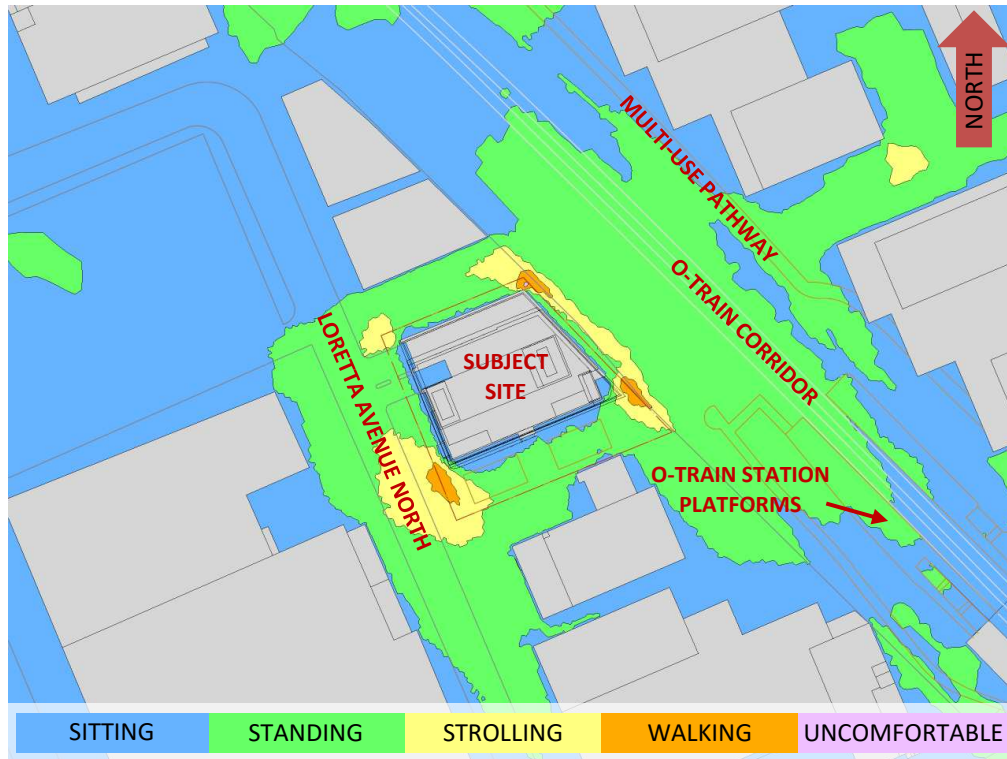 NORTH
MULTI-USE PATHWAY
O-TRAIN CORRIDOR
LORETTA AVENUE NORTH
SUBJECT
SITE
O-TRAIN STATION
PLATFORMS
SITTING
STANDING
STROLLING
WALKING
UNCOMFORTABLE